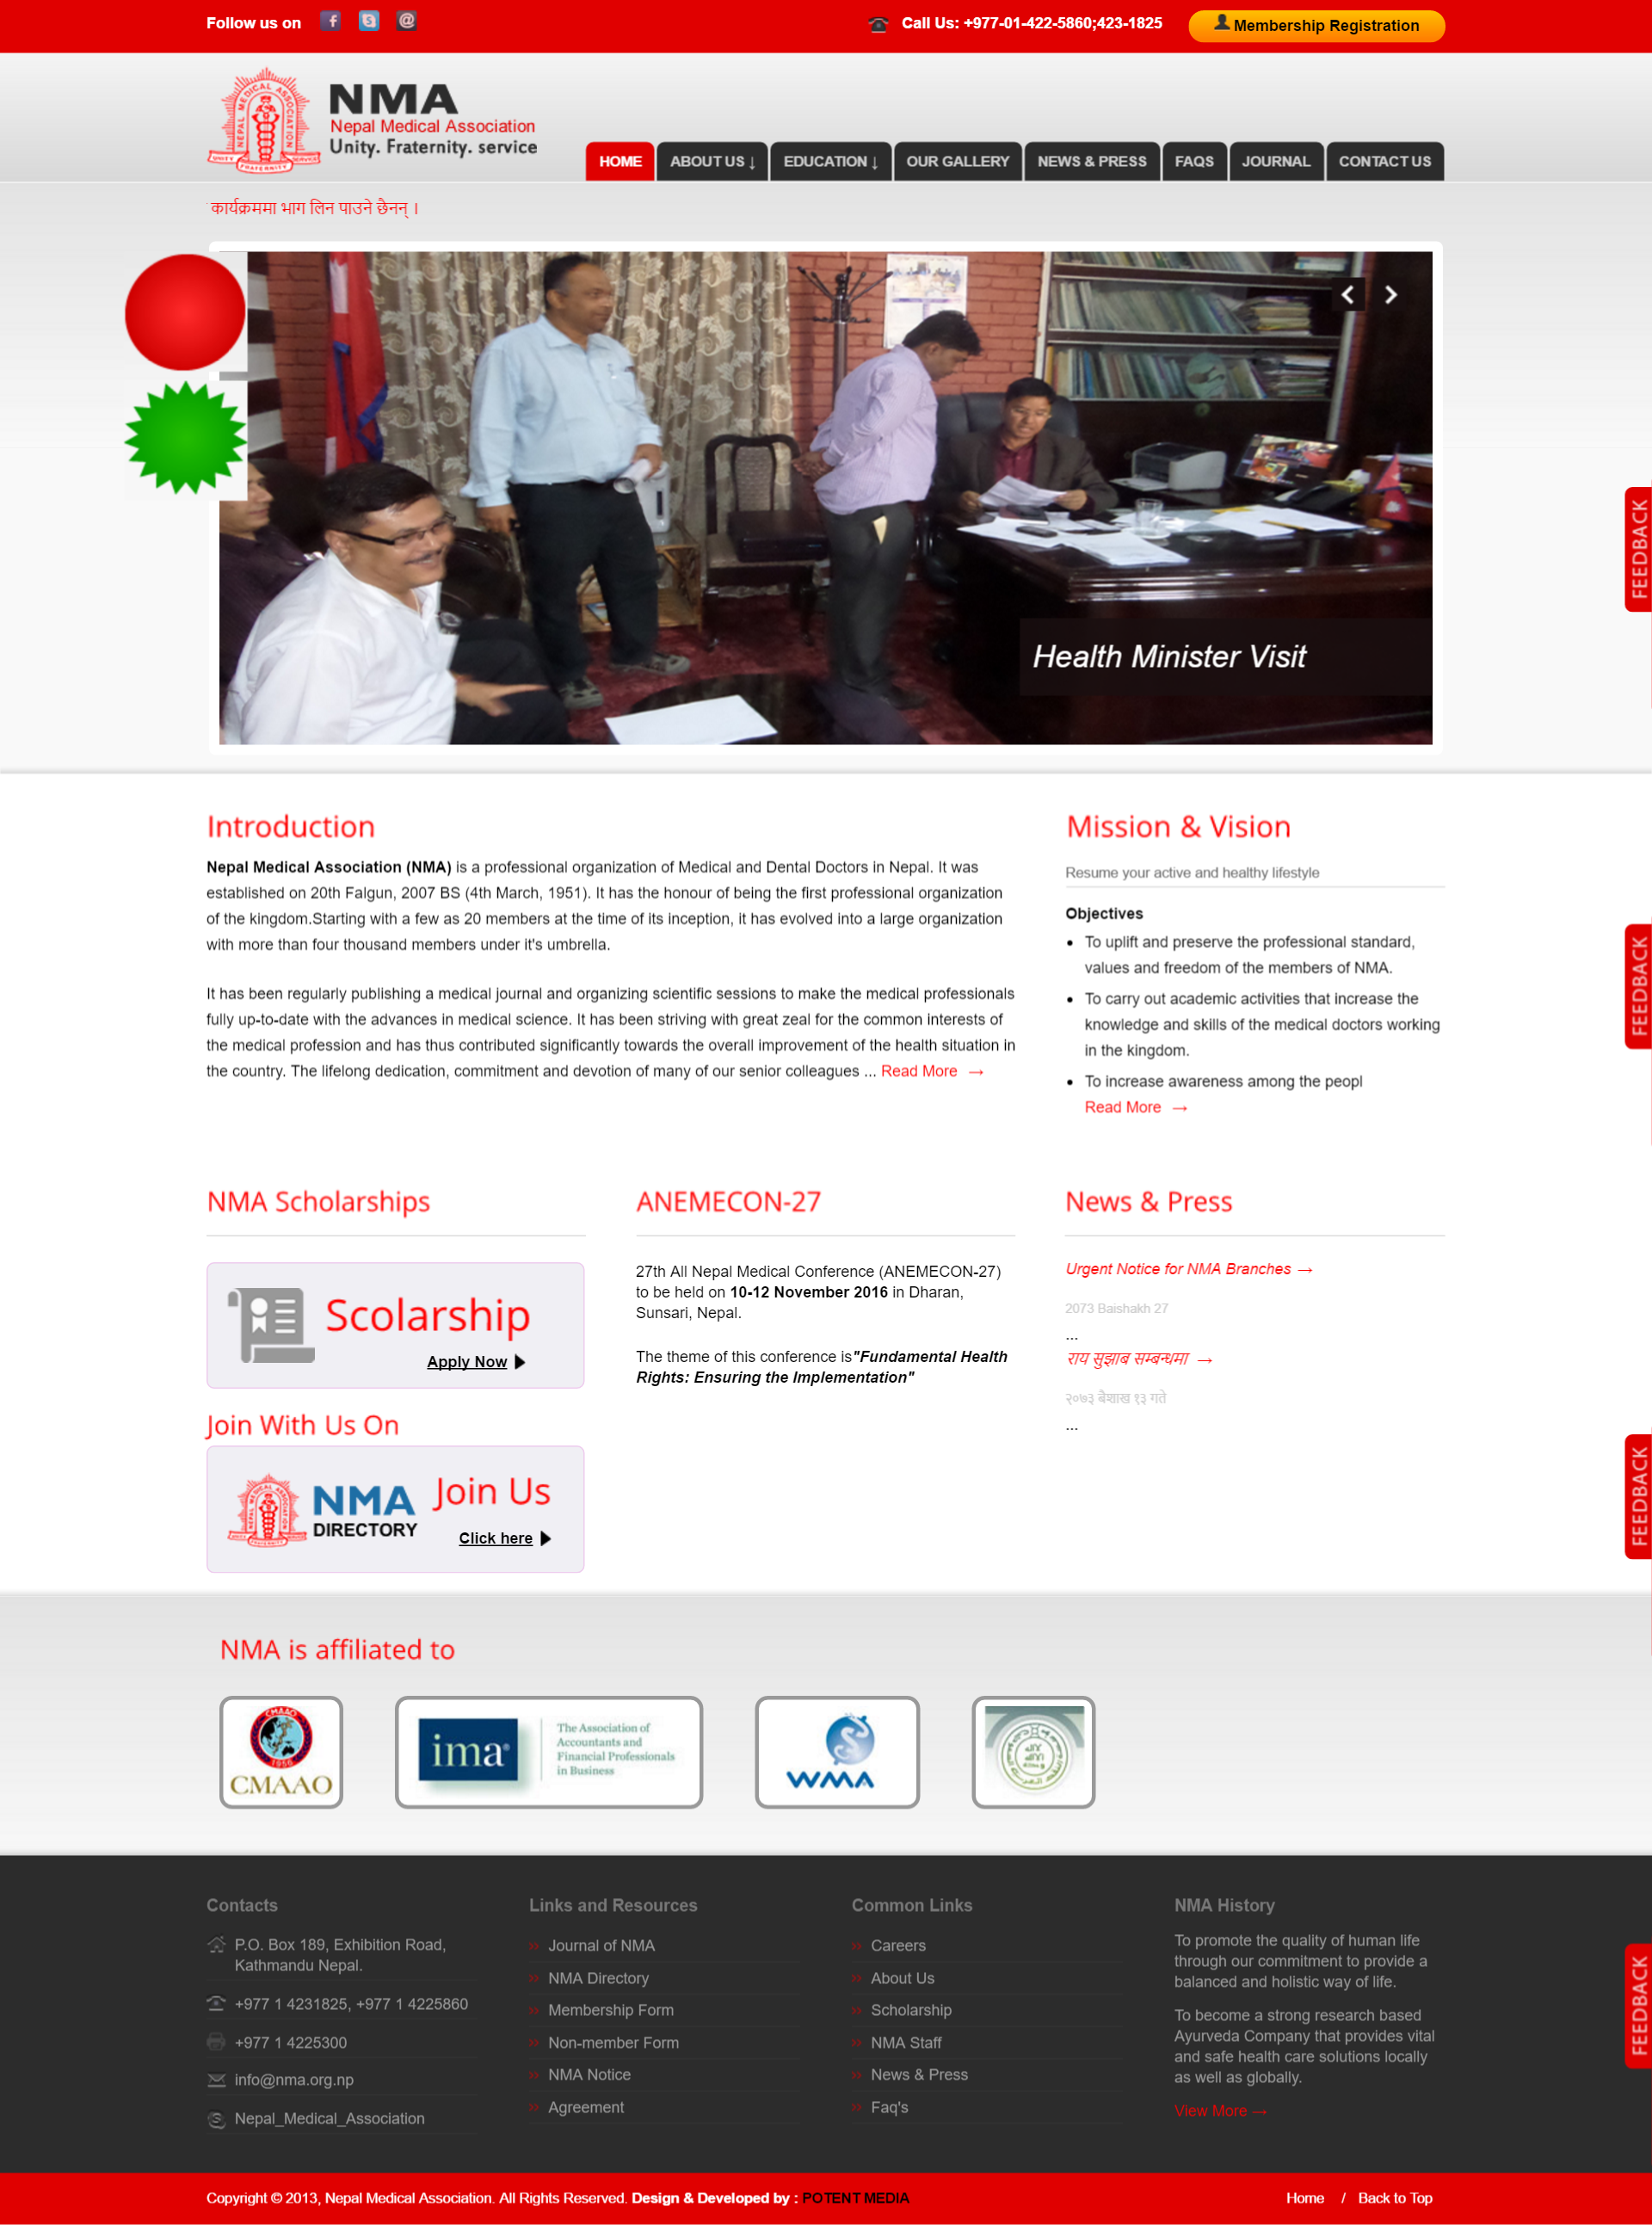 Follow us on
Call Us: +977-01-422-5860;423-1825
Membership Registration
NMA
Nepal Medical Association
Unity. Fraternity. service
NEPAL MEDICAL ASSOCIATION
HOME
ABOUT US ↓
EDUCATION ↓
OUR GALLERY
NEWS & PRESS
FAQS
JOURNAL
CONTACT US
कार्यक्रममा भाग लिन पाउने छैनन् ।
Health Minister Visit
FEEDBACK
Introduction
Nepal Medical Association (NMA) is a professional organization of Medical and Dental Doctors in Nepal. It was
established on 20th Falgun, 2007 BS (4th March, 1951). It has the honour of being the first professional organization
of the kingdom.Starting with a few as 20 members at the time of its inception, it has evolved into a large organization
with more than four thousand members under it's umbrella.
It has been regularly publishing a medical journal and organizing scientific sessions to make the medical professionals
fully up-to-date with the advances in medical science. It has been striving with great zeal for the common interests of
the medical profession and has thus contributed significantly towards the overall improvement of the health situation in
the country. The lifelong dedication, commitment and devotion of many of our senior colleagues ... Read More →
Mission & Vision
Resume your active and healthy lifestyle
Objectives
• To uplift and preserve the professional standard,
values and freedom of the members of NMA.
• To carry out academic activities that increase the
knowledge and skills of the medical doctors working
in the kingdom.
• To increase awareness among the peopl
Read More →
FEEDBACK
NMA Scholarships
Scolarship
Apply Now
Join With Us On
NMA
DIRECTORY
Join Us
Click here
ANEMECON-27
27th All Nepal Medical Conference (ANEMECON-27)
to be held on 10-12 November 2016 in Dharan,
Sunsari, Nepal.
The theme of this conference is"Fundamental Health
Rights: Ensuring the Implementation"
News & Press
Urgent Notice for NMA Branches →
2073 Baishakh 27
...
राय सुझाब सम्बन्धमा →
२०७३ बैशाख १३ गते
...
FEEDBACK
NMA is affiliated to
CMAAO
1956
CMAAO
ima
The Association of
Accountants and
Financial Professionals
in Business
WMA
Contacts
P.O. Box 189, Exhibition Road,
Kathmandu Nepal.
+977 1 4231825, +977 1 4225860
+977 1 4225300
info@nma.org.np
Nepal_Medical_Association
Links and Resources
Journal of NMA
NMA Directory
Membership Form
Non-member Form
NMA Notice
Agreement
Common Links
Careers
About Us
Scholarship
NMA Staff
News & Press
Faq's
NMA History
To promote the quality of human life
through our commitment to provide a
balanced and holistic way of life.
To become a strong research based
Ayurveda Company that provides vital
and safe health care solutions locally
as well as globally.
View More →
FEEDBACK
Copyright © 2013, Nepal Medical Association. All Rights Reserved. Design & Developed by : POTENT MEDIA
Home / Back to Top